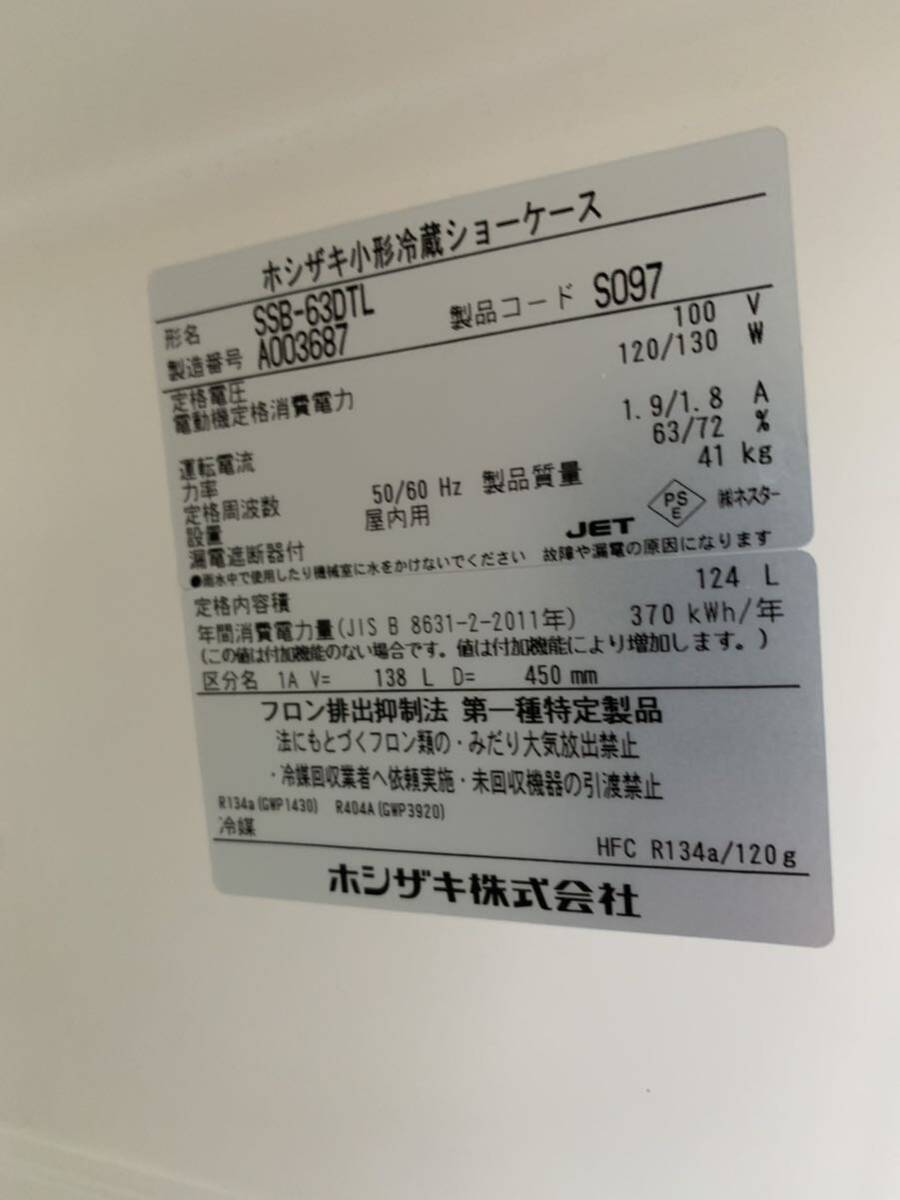 ホシザキ小形冷蔵ショーケース
形名 SSB-63DTL 製品コード S097
製造番号 A003687
定格電圧 100 V
電動機定格消費電力 120/130 W
運転電流 1.9/1.8 A
力率 63/72 %
定格周波数 50/60 Hz 製品質量 41 kg
設置 屋内用
漏電遮断器付 JET PS E ㈱ネスター
●雨水中で使用したり機械室に水をかけないでください 故障や漏電の原因になります
定格内容積 124 L
年間消費電力量(JIS B 8631-2-2011年) 370 kWh/年
(この値は付加機能のない場合です。値は付加機能により増加します。)
区分名 1A V= 138 L D= 450 mm
フロン排出抑制法 第一種特定製品
法にもとづくフロン類の・みだり大気放出禁止
・冷媒回収業者へ依頼実施・未回収機器の引渡禁止
R134a(GWP1430) R404A(GWP3920)
冷媒 HFC R134a/120g
ホシザキ株式会社